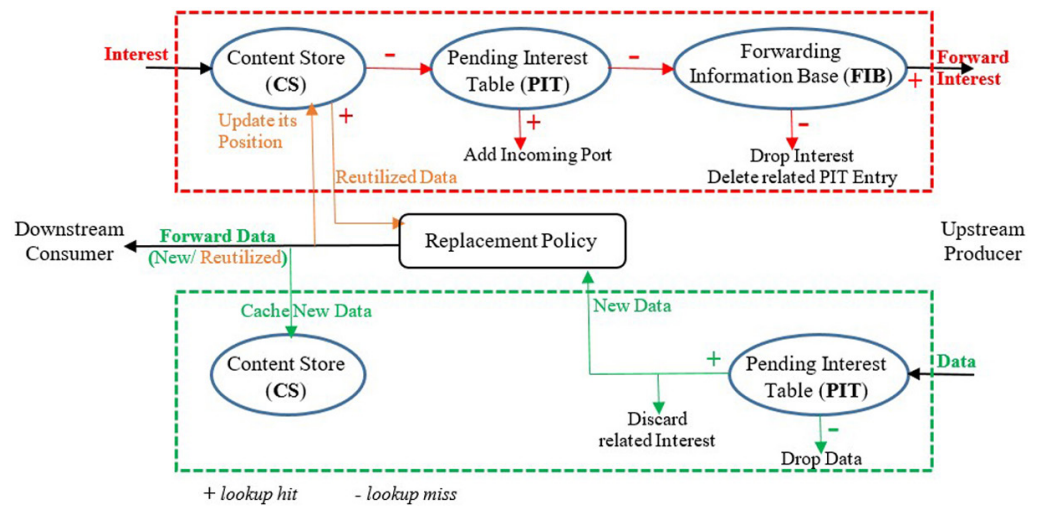 Interest
Content Store
(CS)
-
Pending Interest
Table (PIT)
-
Forwarding
Information Base (FIB)
+
Forward
Interest
Update its
Position
+
+
-
Add Incoming Port
Drop Interest
Delete related PIT Entry
Reutilized Data
Downstream
Consumer
Forward Data
(New/ Reutilized)
Replacement Policy
Upstream
Producer
Cache New Data
New Data
Content Store
(CS)
+
Pending Interest
Table (PIT)
Data
Discard
related Interest
-
Drop Data
+ lookup hit
- lookup miss